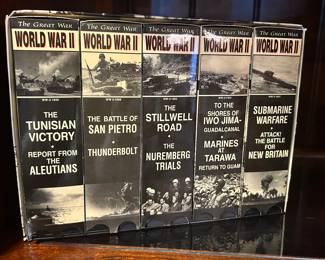 The Great War
WORLD WAR II
THE
TUNISIAN
VICTORY
•
REPORT FROM
THE
ALEUTIANS
The Great War
WORLD WAR II
THE BATTLE OF
SAN PIETRO
•
THUNDERBOLT
The Great War
WORLD WAR II
THE
STILLWELL
ROAD
•
THE
NUREMBERG
TRIALS
The Great War
WORLD WAR II
TO THE
SHORES OF
IWO JIMA-
GUADALCANAL
•
MARINES
AT
TARAWA
RETURN TO GUAM
The Great War
WORLD WAR II
SUBMARINE
WARFARE
•
ATTACK!
THE BATTLE
FOR
NEW BRITAIN